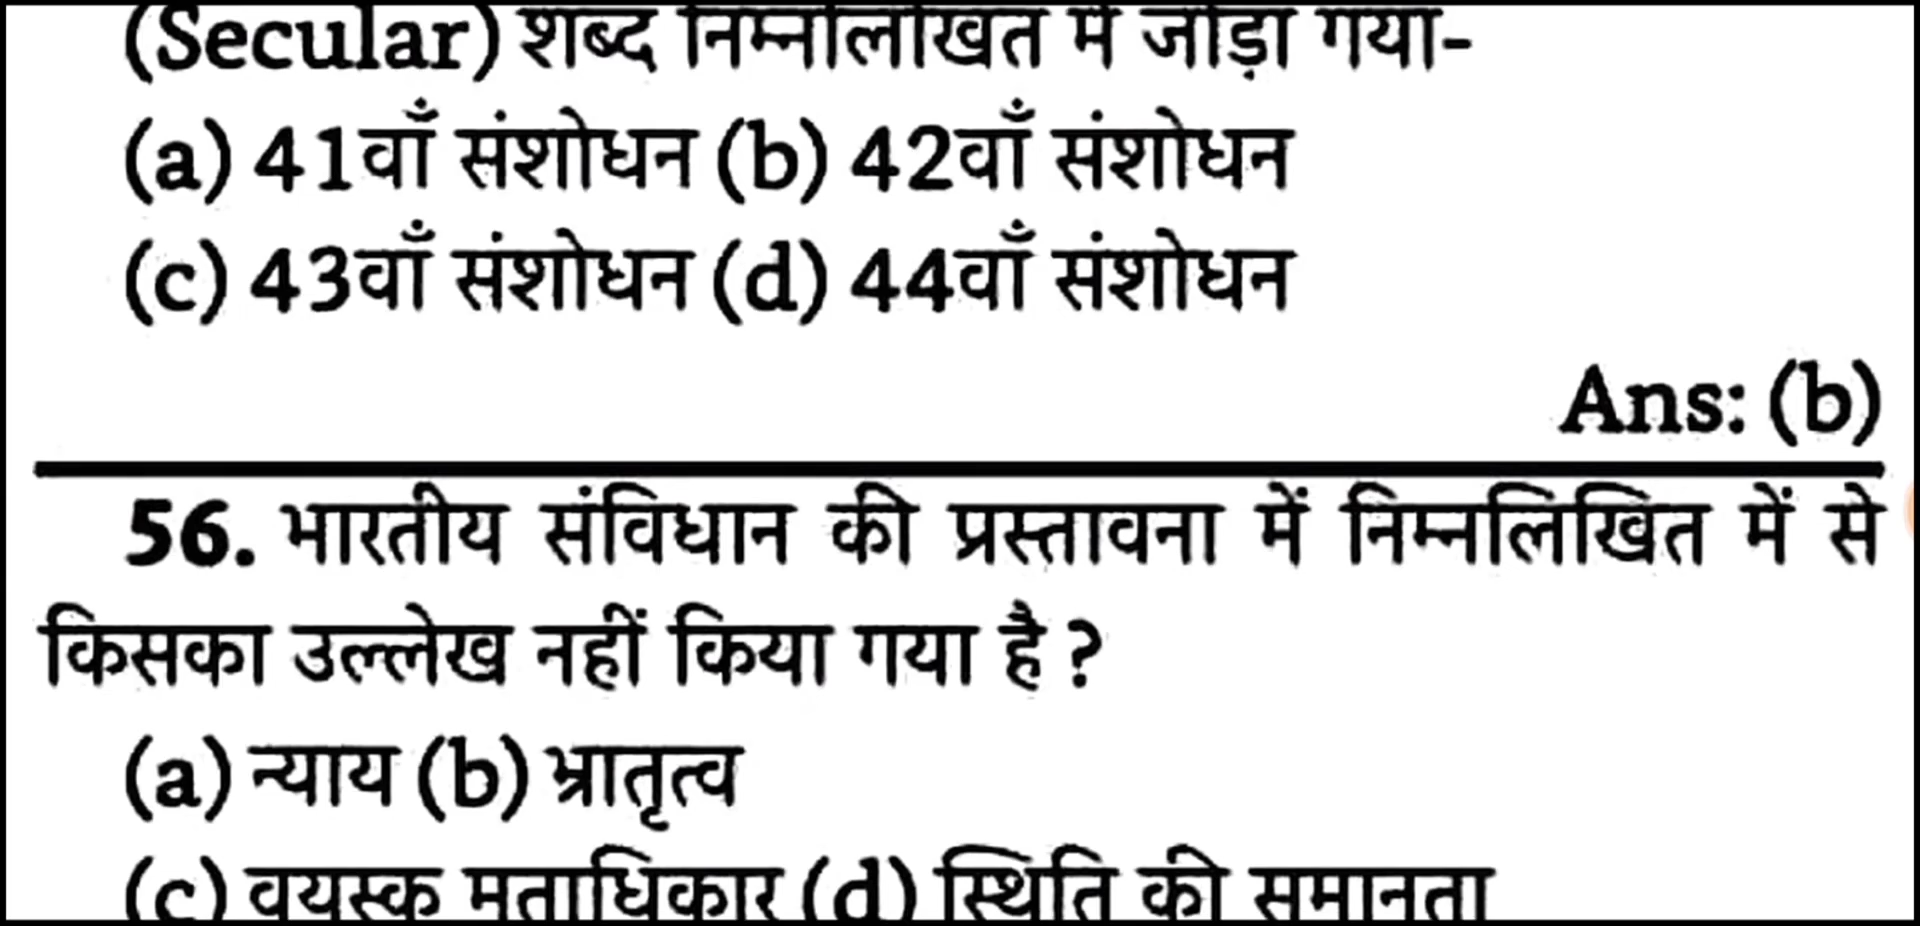 (Secular) शब्द निम्नलिखित में जोड़ा गया-
(a) 41वाँ संशोधन (b) 42वाँ संशोधन
(c) 43वाँ संशोधन (d) 44वाँ संशोधन
Ans: (b)
56. भारतीय संविधान की प्रस्तावना में निम्नलिखित में से
किसका उल्लेख नहीं किया गया है?
(a) न्याय (b) भ्रातृत्व
(c) वयस्क मताधिकार (d) स्थिति की समानता